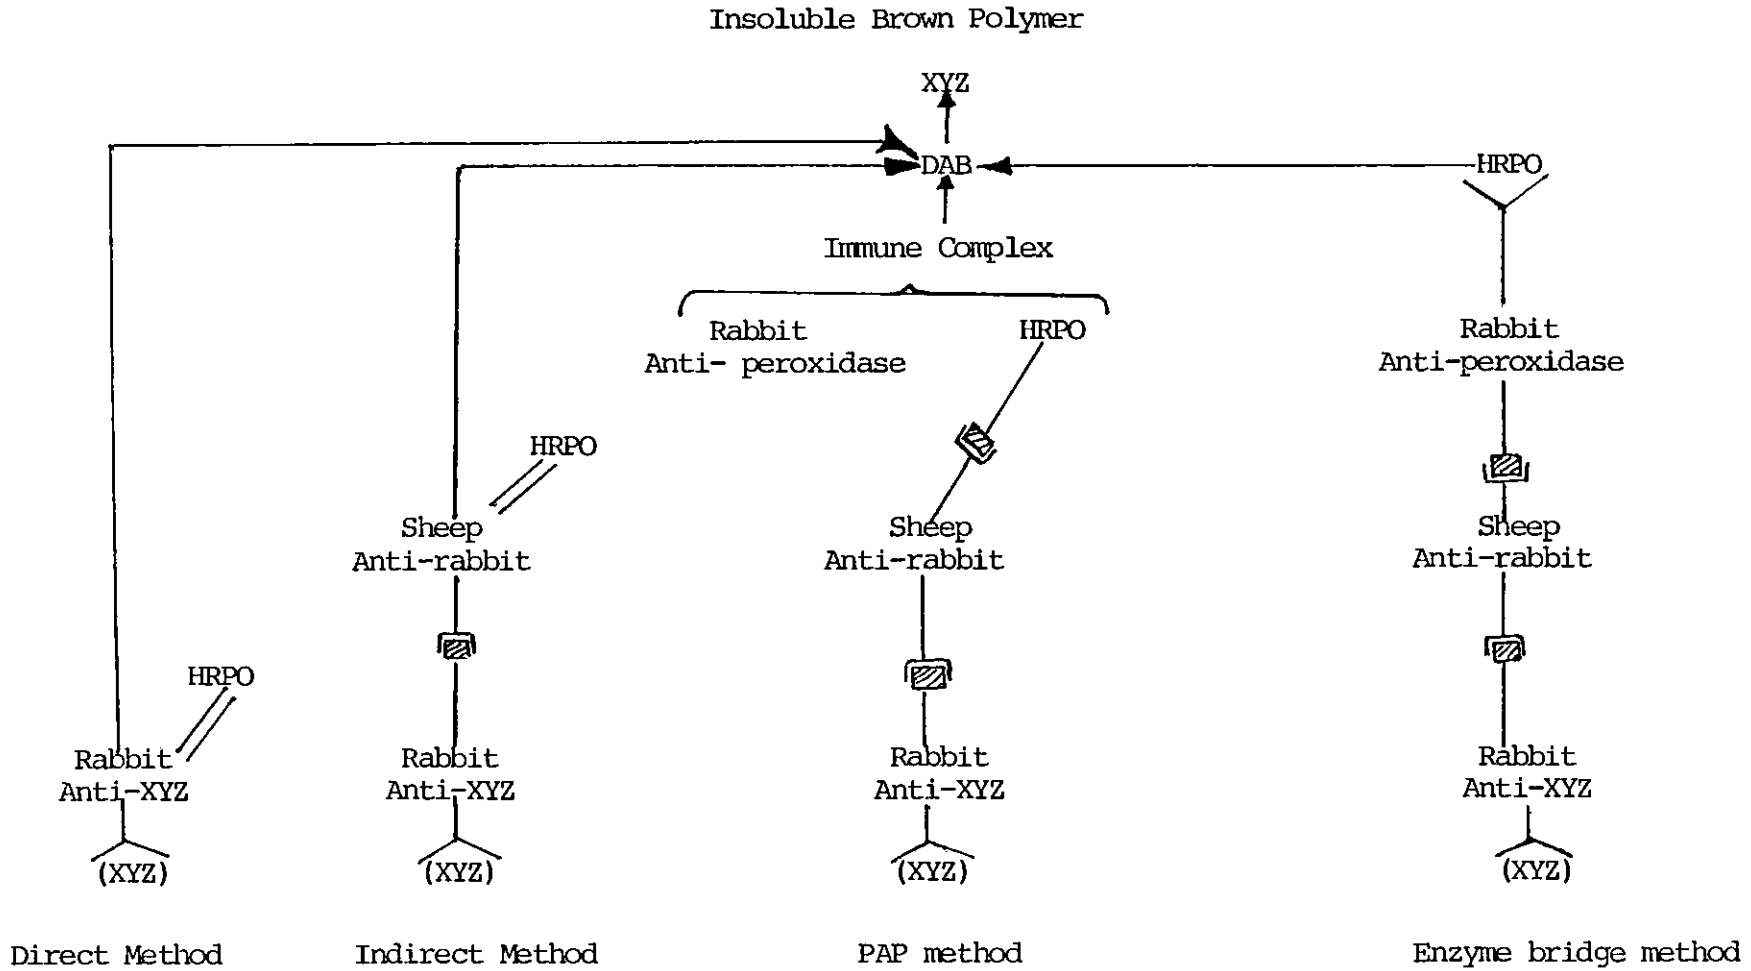 Insoluble Brown Polymer
XYZ
DAB
HRPO
Immune Complex
Rabbit
Anti- peroxidase
HRPO
Rabbit
Anti-peroxidase
HRPO
Sheep
Anti-rabbit
Sheep
Anti-rabbit
Sheep
Anti-rabbit
HRPO
Rabbit
Anti-XYZ
Rabbit
Anti-XYZ
Rabbit
Anti-XYZ
Rabbit
Anti-XYZ
(XYZ)
(XYZ)
(XYZ)
(XYZ)
Direct Method
Indirect Method
PAP method
Enzyme bridge method